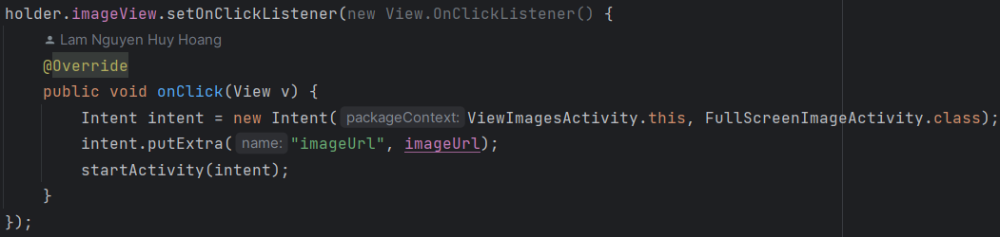 holder.imageView.setOnClickListener(new View.OnClickListener() {
Lam Nguyen Huy Hoang
@Override
public void onClick(View v) {
Intent intent = new Intent( packageContext: ViewImagesActivity.this, FullScreenImageActivity.class);
intent.putExtra( name: "imageUrl", imageUrl);
startActivity(intent);
}
});